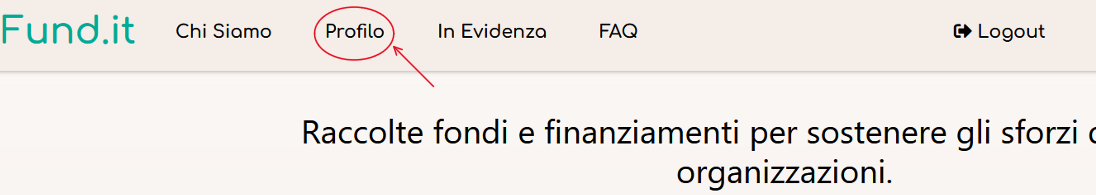 Fund.it Chi Siamo Profilo In Evidenza FAQ Logout
Raccolte fondi e finanziamenti per sostenere gli sforzi
organizzazioni.